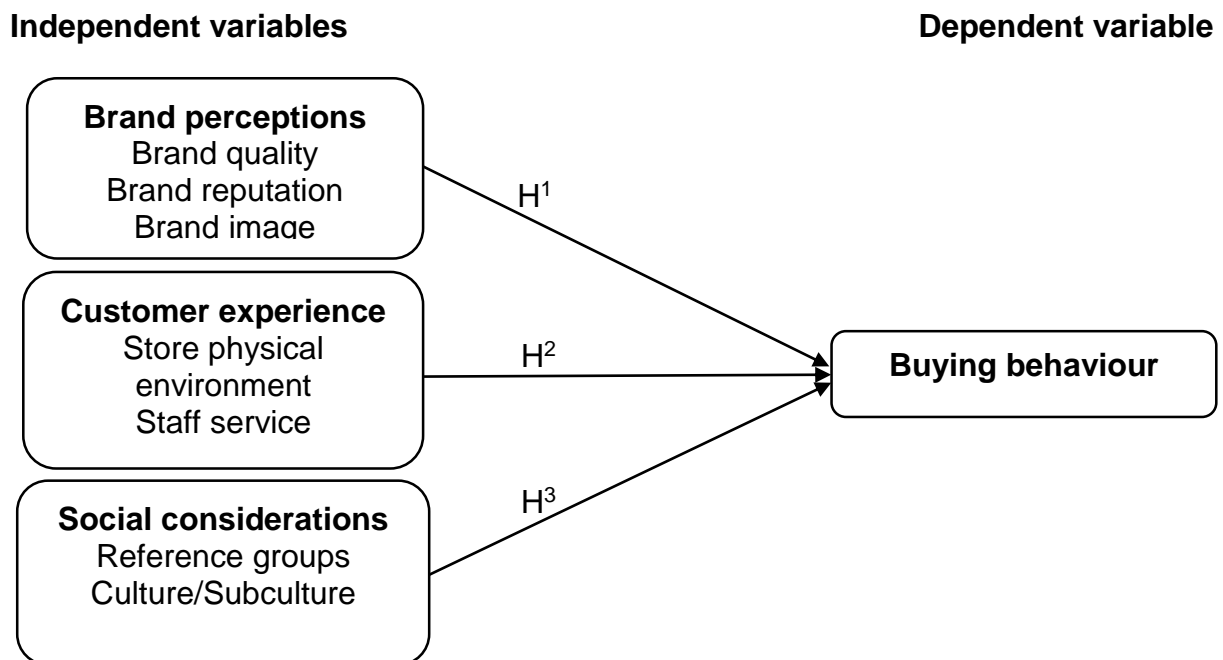 Independent variables
Dependent variable
Brand perceptions
Brand quality
Brand reputation
Brand image
H¹
Customer experience
Store physical
environment
Staff service
H²
Buying behaviour
Social considerations
Reference groups
Culture/Subculture
H³